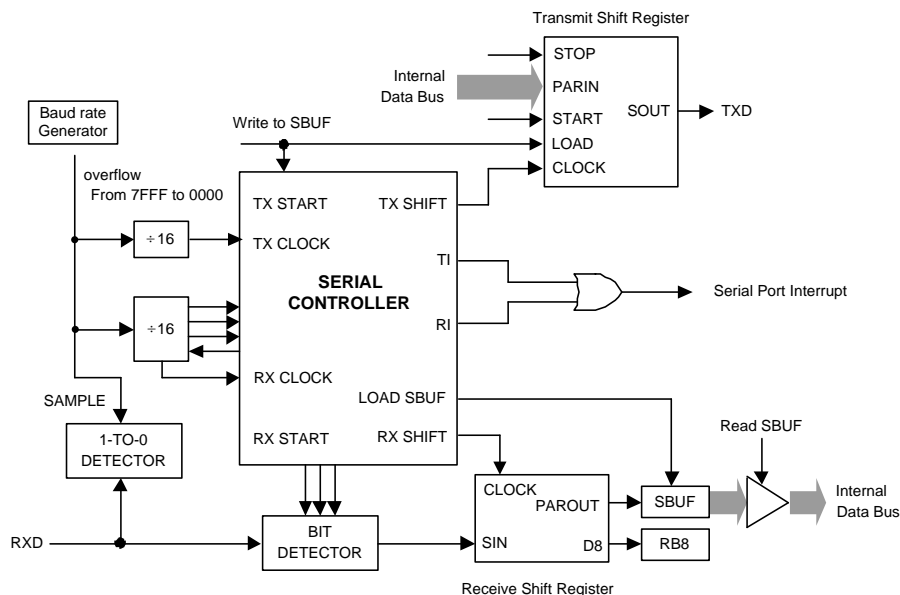 Transmit Shift Register
STOP
Internal
Data Bus
PARIN
SOUT
TXD
START
LOAD
CLOCK
Baud rate
Generator
Write to SBUF
overflow
From 7FFF to 0000
TX START
TX SHIFT
÷16
TX CLOCK
TI
SERIAL
CONTROLLER
Serial Port Interrupt
÷16
RI
RX CLOCK
SAMPLE
LOAD SBUF
1-TO-0
DETECTOR
RX START
RX SHIFT
Read SBUF
CLOCK
PAROUT
SBUF
Internal
Data Bus
RXD
BIT
DETECTOR
SIN
D8
RB8
Receive Shift Register